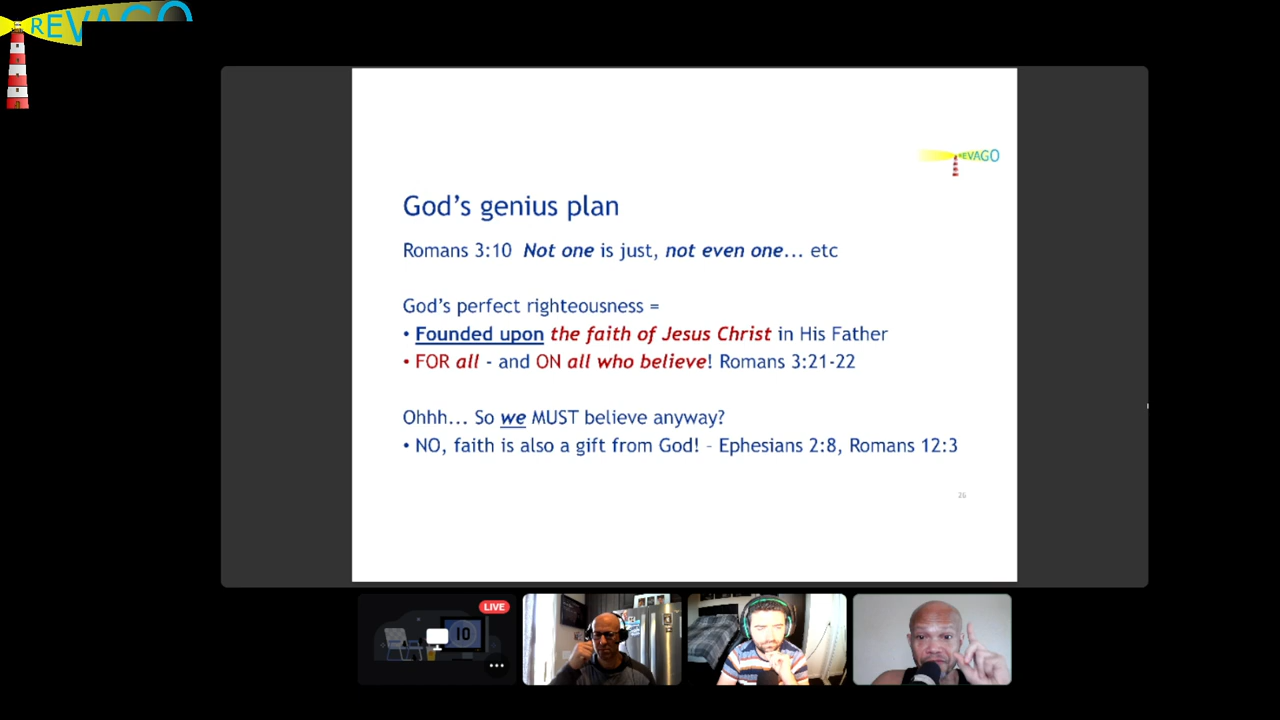 REVAGO
REVAGO
God's genius plan
Romans 3:10 Not one is just, not even one... etc
God's perfect righteousness =
• Founded upon the faith of Jesus Christ in His Father
• FOR all - and ON all who believe! Romans 3:21-22
Ohhh... So we MUST believe anyway?
• NO, faith is also a gift from God! – Ephesians 2:8, Romans 12:3
26
LIVE
10